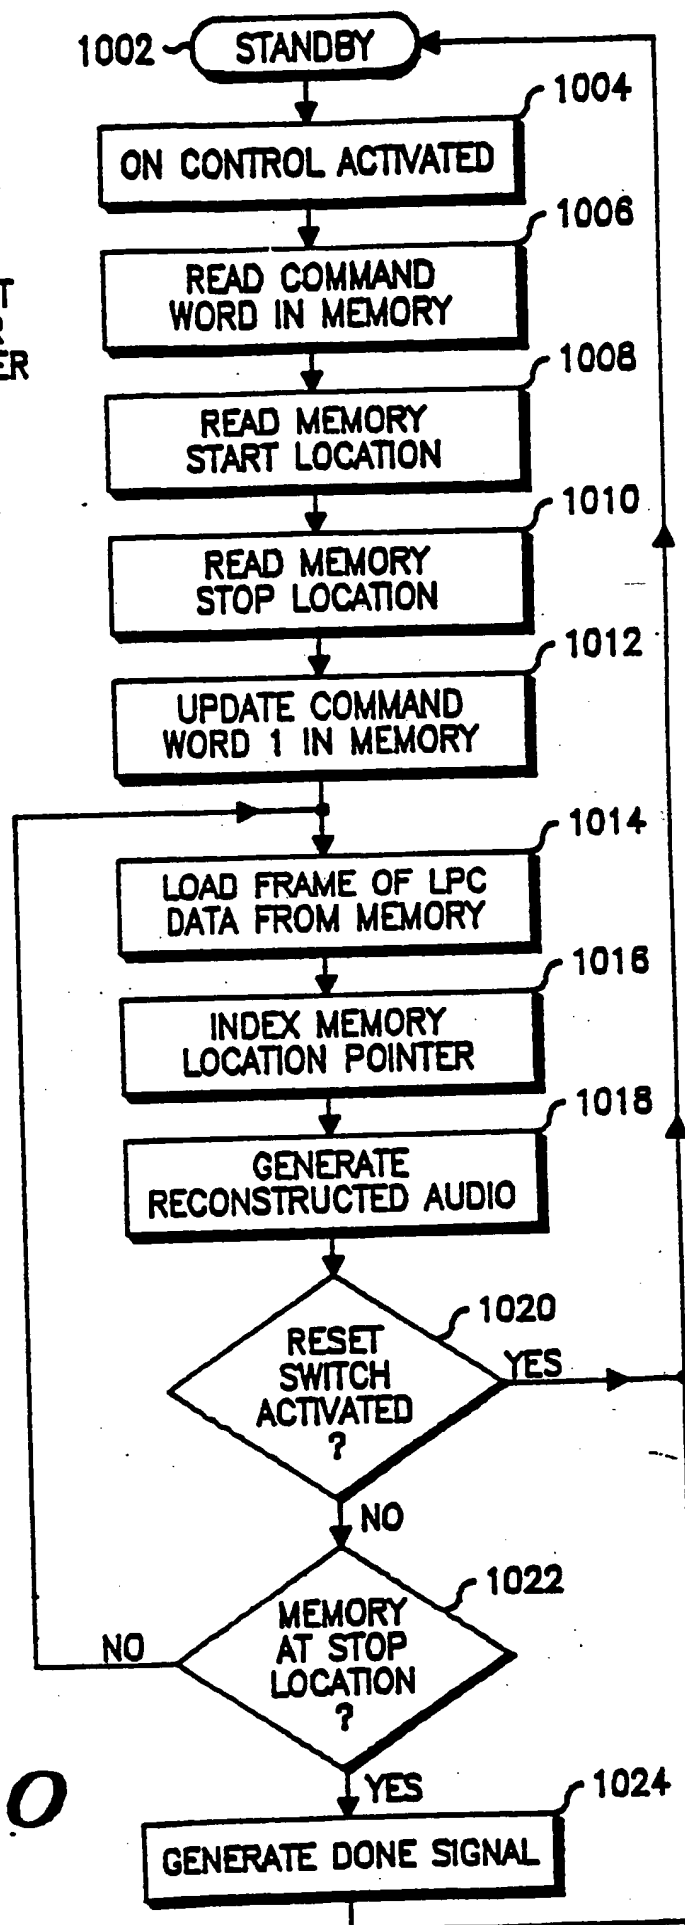 1002
STANDBY
1004
ON CONTROL ACTIVATED
1006
READ COMMAND
WORD IN MEMORY
1008
READ MEMORY
START LOCATION
1010
READ MEMORY
STOP LOCATION
1012
UPDATE COMMAND
WORD 1 IN MEMORY
1014
LOAD FRAME OF LPC
DATA FROM MEMORY
1016
INDEX MEMORY
LOCATION POINTER
1018
GENERATE
RECONSTRUCTED AUDIO
1020
RESET
SWITCH
ACTIVATED
?
YES
NO
1022
MEMORY
AT STOP
LOCATION
?
NO
YES
1024
GENERATE DONE SIGNAL